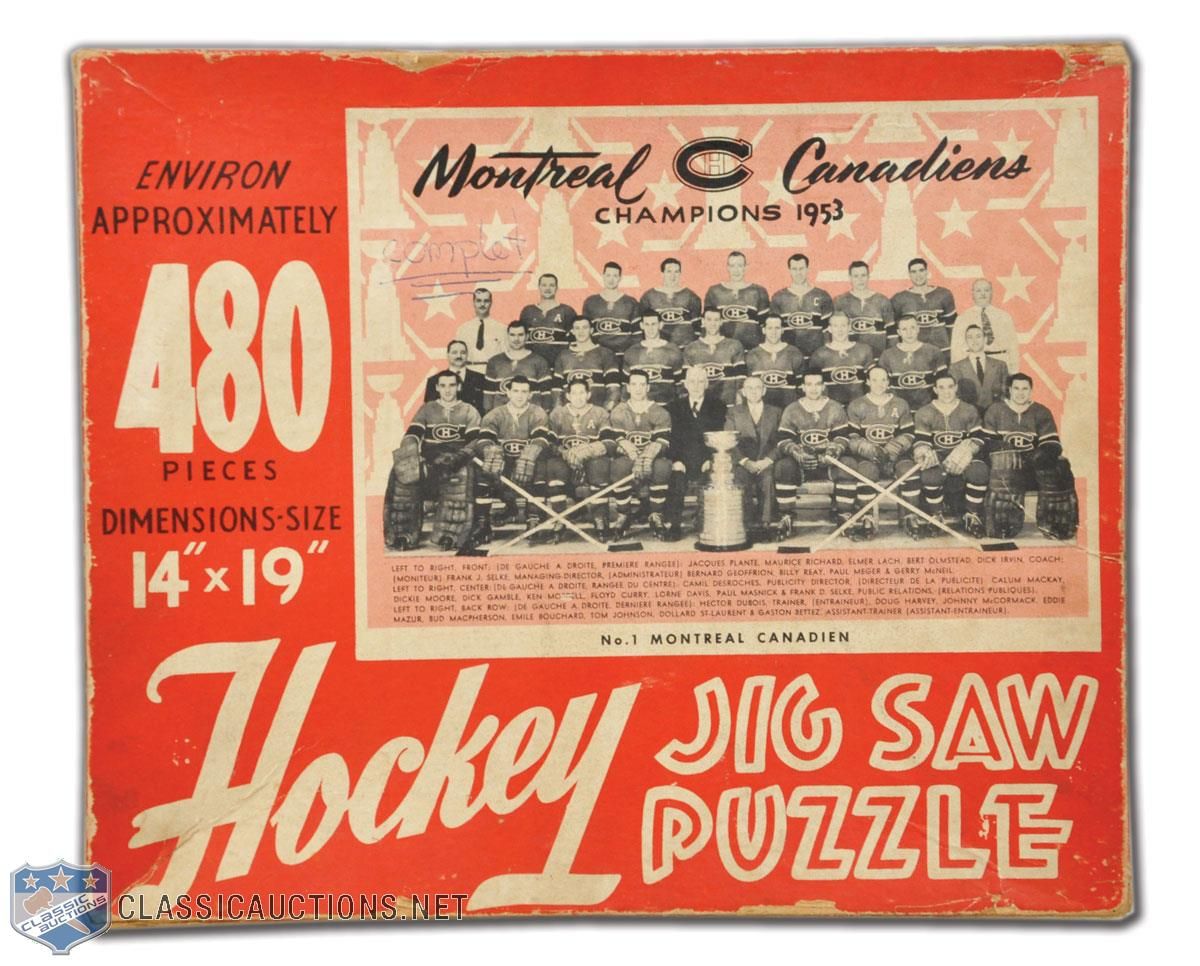 ENVIRON
APPROXIMATELY
480
PIECES
DIMENSIONS-SIZE
14" x 19"
Montreal CH Canadiens
CHAMPIONS 1953
complet
LEFT TO RIGHT, FRONT: (DE GAUCHE A DROITE, PREMIERE RANGEE): JACQUES PLANTE, MAURICE RICHARD, ELMER LACH, BERT OLMSTEAD, DICK IRVIN, COACH;
(MONITEUR) FRANK J. SELKE, MANAGING-DIRECTOR, (ADMINISTRATEUR) BERNARD GEOFFRION, BILLY REAY, PAUL MEGER & GERRY McNEIL.
LEFT TO RIGHT, CENTER: (DE GAUCHE A DROITE, RANGEE DU CENTRE): CAMIL DESROCHES, PUBLICITY DIRECTOR, (DIRECTEUR DE LA PUBLICITE) CALUM MACKAY,
DICKIE MOORE, DICK GAMBLE, KEN FLOYD CURRY, LORNE DAVIS, PAUL MASNICK & FRANK D. SELKE, PUBLIC RELATIONS, (RELATIONS PUBLIQUES).
LEFT TO RIGHT, BACK ROW: (DE GAUCHE A DROITE, DERNIERE RANGEE): HECTOR DUBOIS, TRAINER, (ENTRAINEUR), DOUG HARVEY, JOHNNY McCORMACK, EDDIE
MAZUR, BUD MACPHERSON, EMILE BOUCHARD, TOM JOHNSON, DOLLARD ST-LAURENT & GASTON BETTEZ, ASSISTANT-TRAINER (ASSISTANT-ENTRAINEUR).
No.1 MONTREAL CANADIEN
Hockey JIG SAW
PUZZLE
CLASSIC
AUCTIONS
CLASSICAUCTIONS.NET